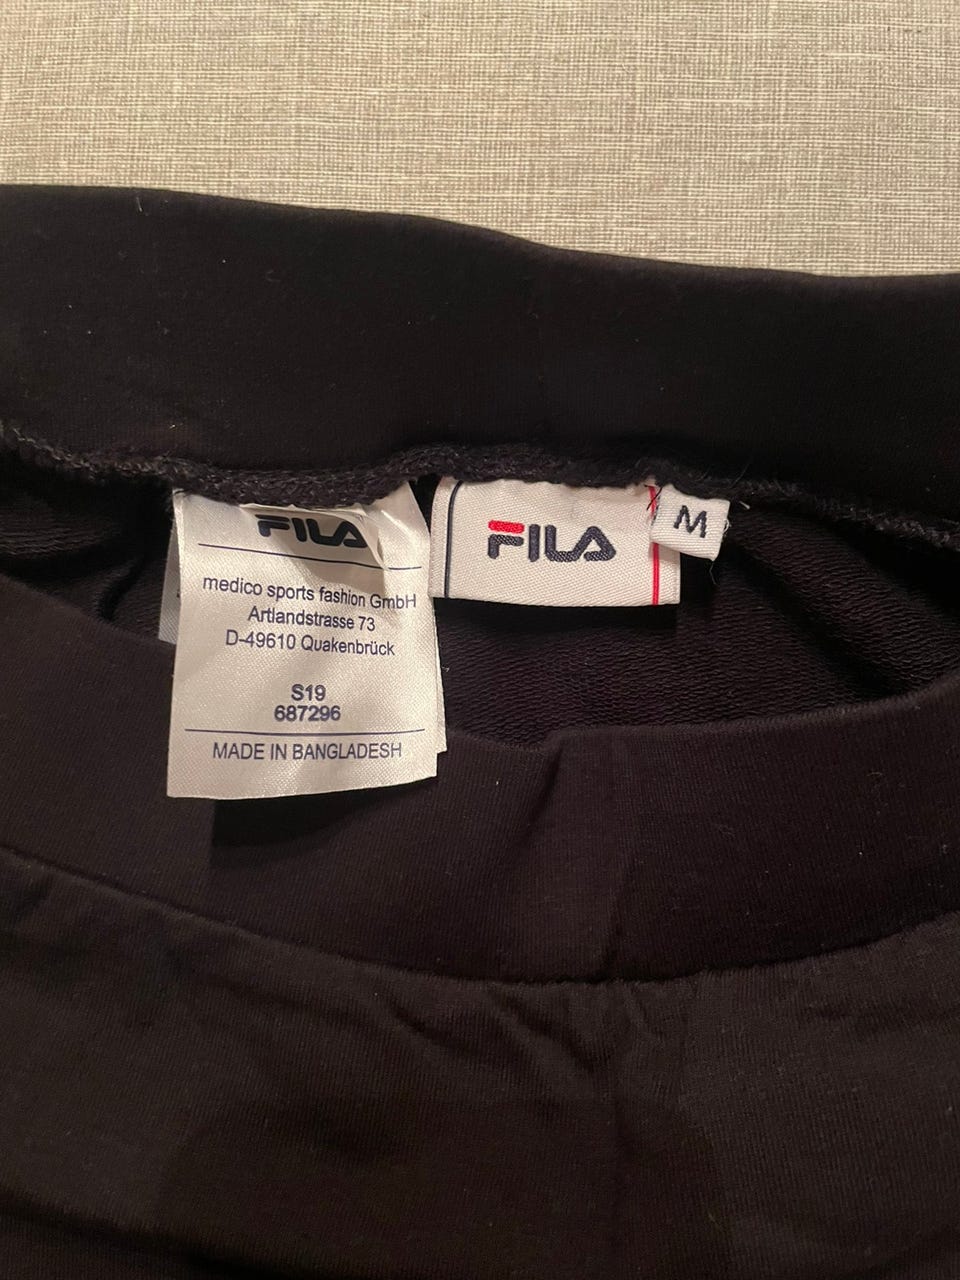 FILA
medico sports fashion GmbH
Artlandstrasse 73
D-49610 Quakenbrück
S19
687296
MADE IN BANGLADESH
FILA
M